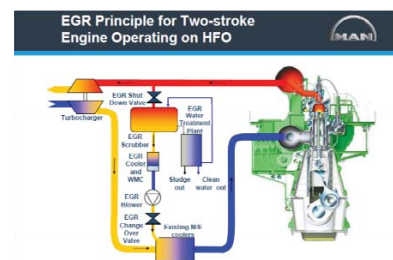 EGR Principle for Two-stroke
Engine Operating on HFO
MAN
EGR Shut
Down Valve
EGR
Water
Treatment
Plant
Turbocharger
EGR
Scrubber
EGR
Cooler
and
WMC
Sludge
out
Clean
water out
EGR
Blower
EGR
Change
Over
Valve
Existing
coolers